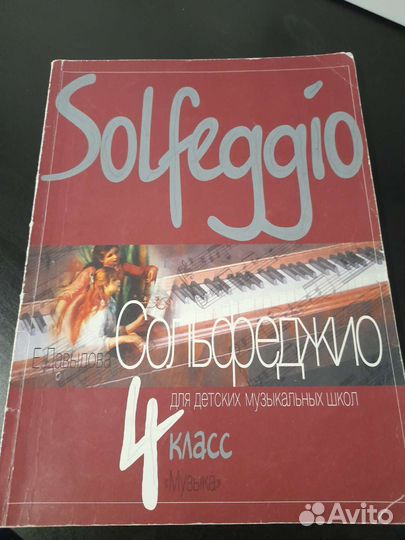 Solfeggio
Е. Давыдова
Сольфеджио
для детских музыкальных школ
4 класс
«Музыка»
Avito